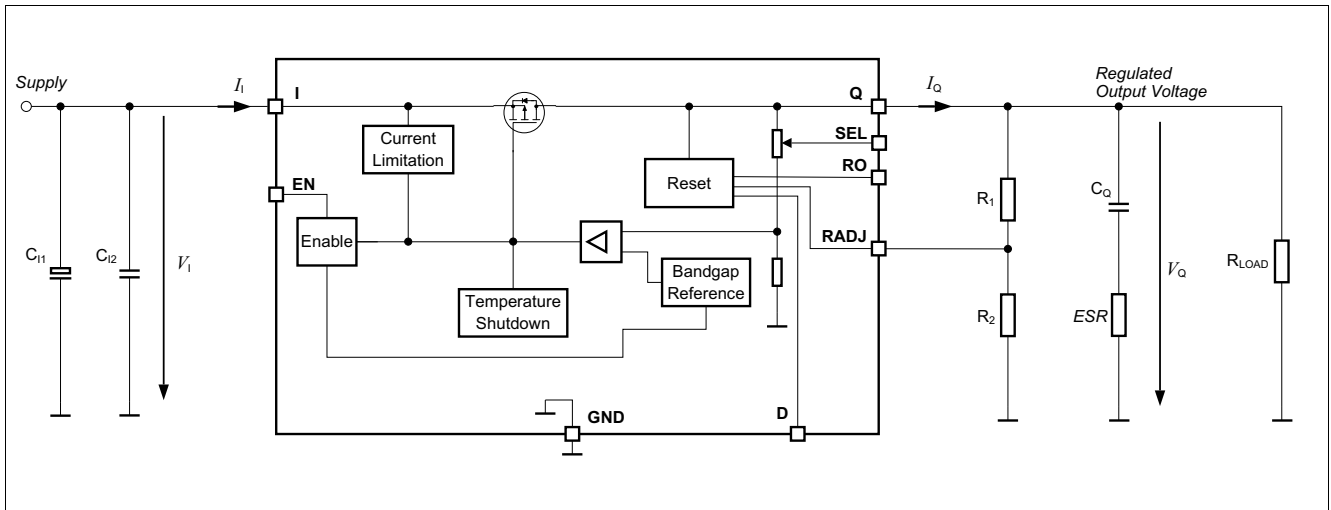 Supply
I_I
I
Q
I_Q
Regulated
Output Voltage
SEL
Current
Limitation
RO
Reset
EN
R_1
C_Q
Enable
RADJ
C_I1
C_I2
V_I
Bandgap
Reference
V_Q
R_LOAD
Temperature
Shutdown
R_2
ESR
GND
D